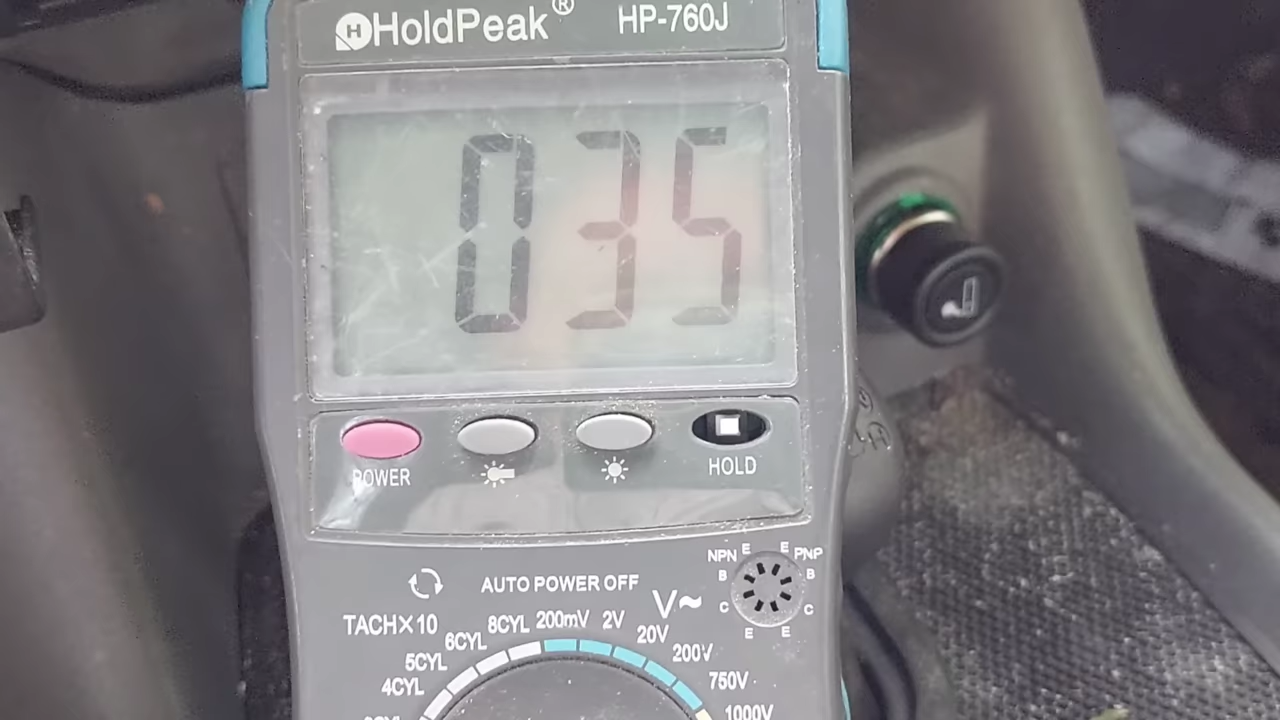 HoldPeak® HP-760J
035
POWER
HOLD
NPN E E PNP
B B
C C
E E
AUTO POWER OFF
V~
TACH×10
4CYL 5CYL 6CYL 8CYL 200mV 2V 20V 200V 750V 1000V